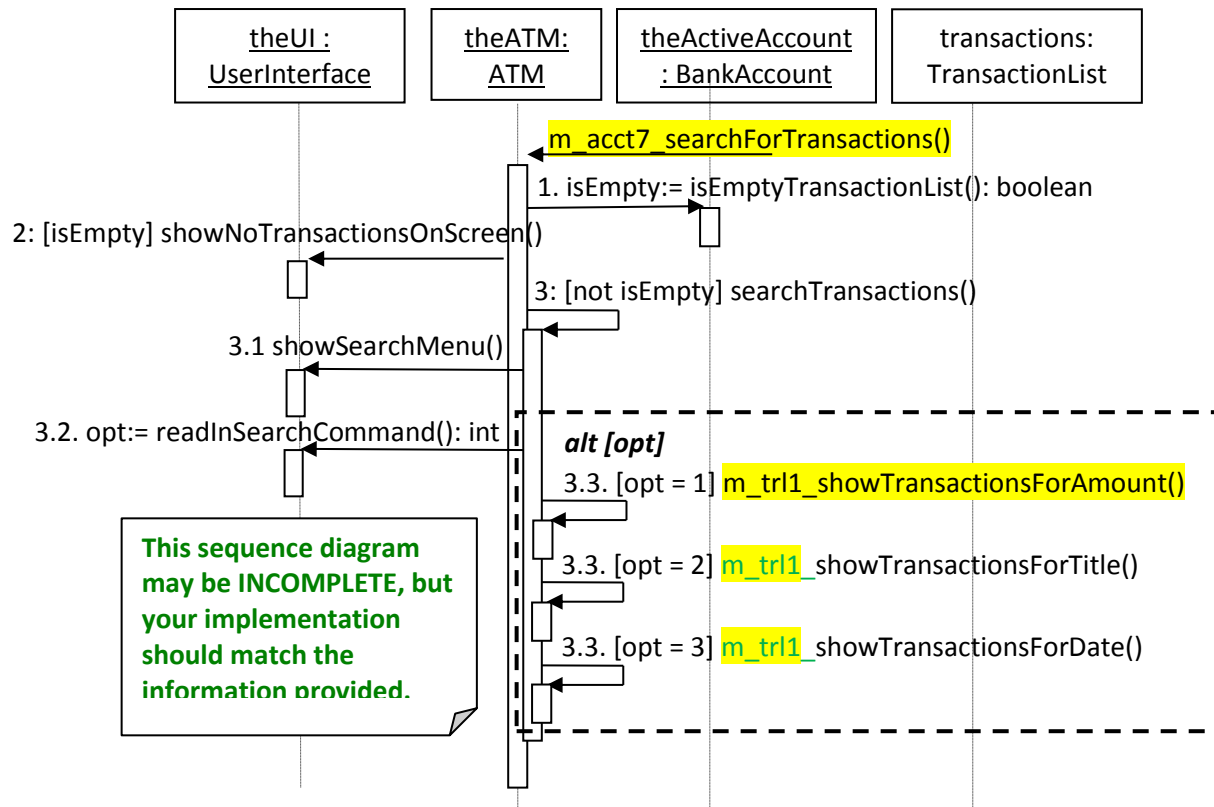 theUI :
UserInterface
theATM:
ATM
theActiveAccount
: BankAccount
transactions:
TransactionList
m_acct7_searchForTransactions()
1. isEmpty:= isEmptyTransactionList(): boolean
2: [isEmpty] showNoTransactionsOnScreen()
3: [not isEmpty] searchTransactions()
3.1 showSearchMenu()
3.2. opt:= readInSearchCommand(): int
alt [opt]
3.3. [opt = 1] m_trl1_showTransactionsForAmount()
3.3. [opt = 2] m_trl1_showTransactionsForTitle()
3.3. [opt = 3] m_trl1_showTransactionsForDate()
This sequence diagram
may be INCOMPLETE, but
your implementation
should match the
information provided.